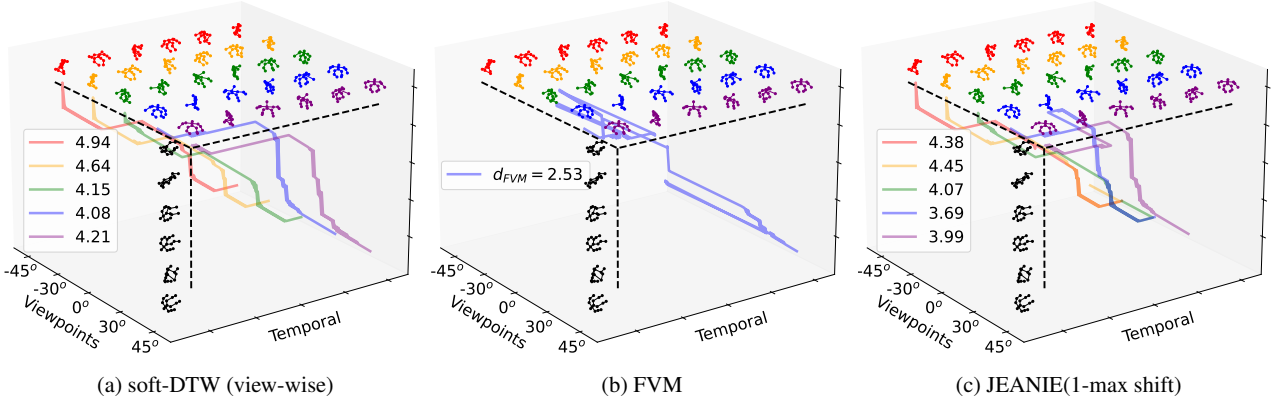 4.94
4.64
4.15
4.08
4.21
-45°
-30°
0°
30°
45°
Viewpoints
Temporal
(a) soft-DTW (view-wise)
d_FVM = 2.53
-45°
-30°
0°
30°
45°
Viewpoints
Temporal
(b) FVM
4.38
4.45
4.07
3.69
3.99
-45°
-30°
0°
30°
45°
Viewpoints
Temporal
(c) JEANIE(1-max shift)